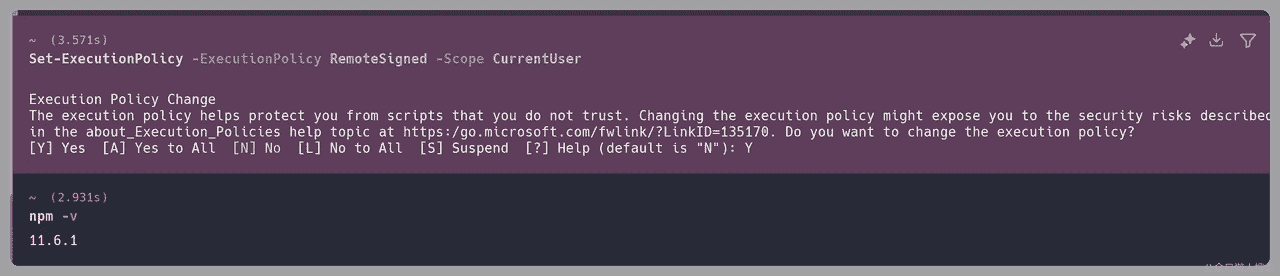 ~ (3.571s)
Set-ExecutionPolicy -ExecutionPolicy RemoteSigned -Scope CurrentUser
Execution Policy Change
The execution policy helps protect you from scripts that you do not trust. Changing the execution policy might expose you to the security risks described
in the about_Execution_Policies help topic at https:/go.microsoft.com/fwlink/?LinkID=135170. Do you want to change the execution policy?
[Y] Yes  [A] Yes to All  [N] No  [L] No to All  [S] Suspend  [?] Help (default is "N"): Y
~ (2.931s)
npm -v
11.6.1